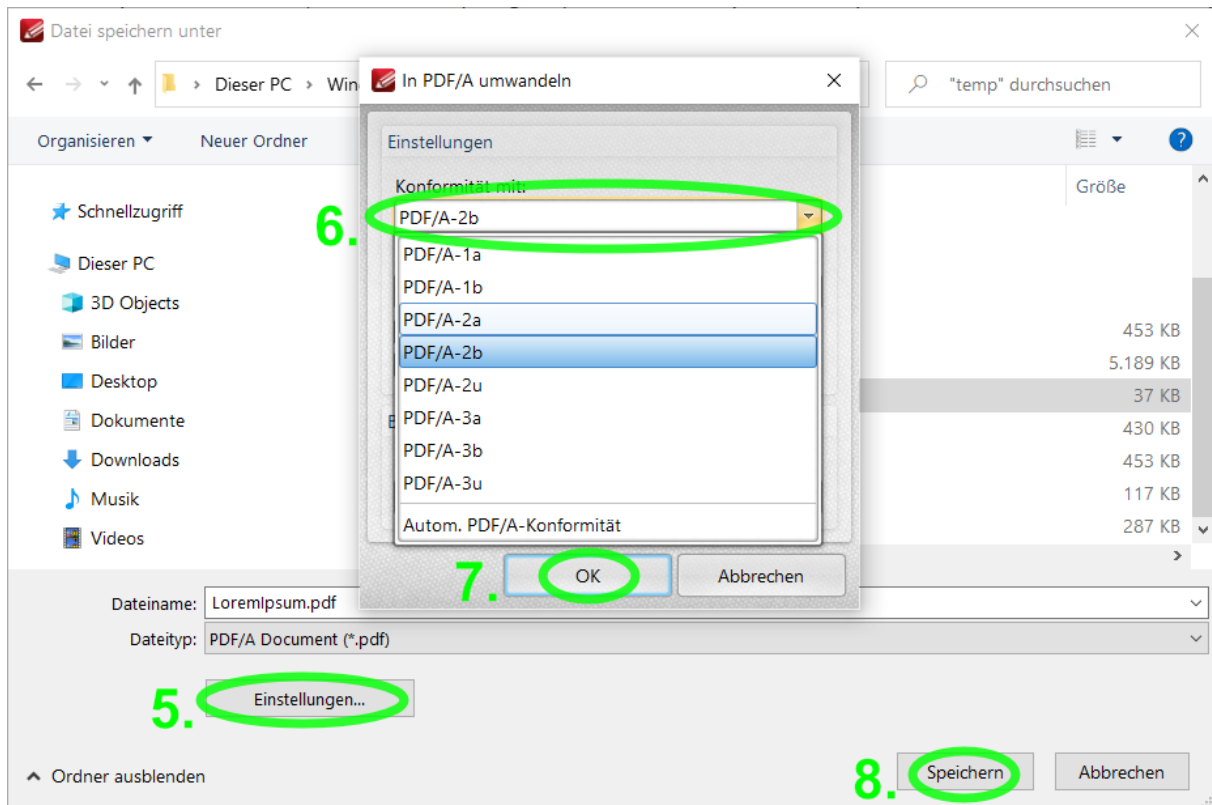 Datei speichern unter
Dieser PC
Win
"temp" durchsuchen
Organisieren
Neuer Ordner
?
Größe
Schnellzugriff
Dieser PC
3D Objects
Bilder
Desktop
Dokumente
Downloads
Musik
Videos
453 KB
5.189 KB
37 KB
430 KB
453 KB
117 KB
287 KB
In PDF/A umwandeln
Einstellungen
Konformität mit:
6. PDF/A-2b
PDF/A-1a
PDF/A-1b
PDF/A-2a
PDF/A-2b
PDF/A-2u
PDF/A-3a
PDF/A-3b
PDF/A-3u
Autom. PDF/A-Konformität
7. OK
Abbrechen
Dateiname: LoremIpsum.pdf
Dateityp: PDF/A Document (*.pdf)
5. Einstellungen...
Ordner ausblenden
8. Speichern
Abbrechen